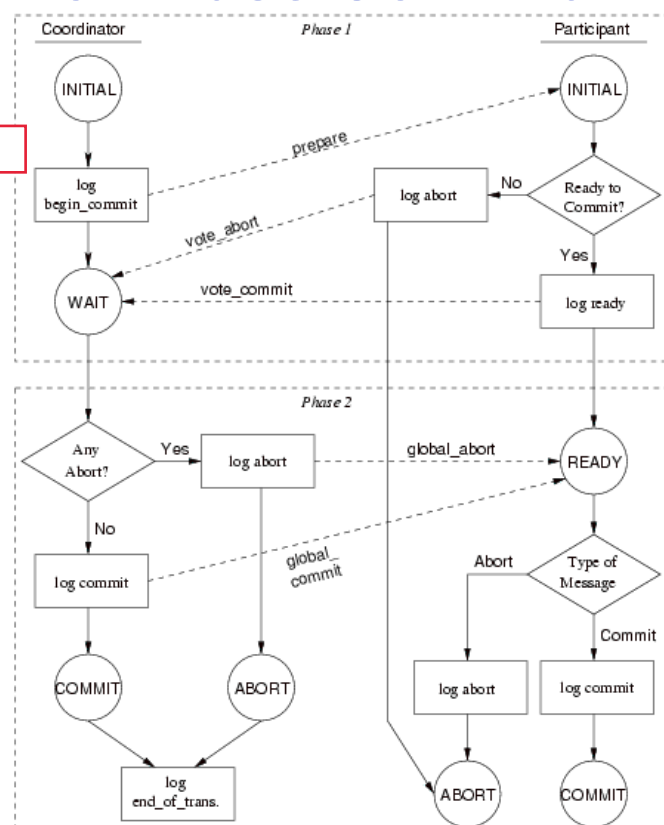 Coordinator
Phase 1
Participant
INITIAL
INITIAL
prepare
log
begin_commit
log abort
No
Ready to
Commit?
vote_abort
Yes
WAIT
vote_commit
log ready
Phase 2
Any
Abort?
Yes
log abort
global_abort
READY
No
log commit
global_
commit
Abort
Type of
Message
Commit
COMMIT
ABORT
log abort
log commit
log
end_of_trans.
ABORT
COMMIT